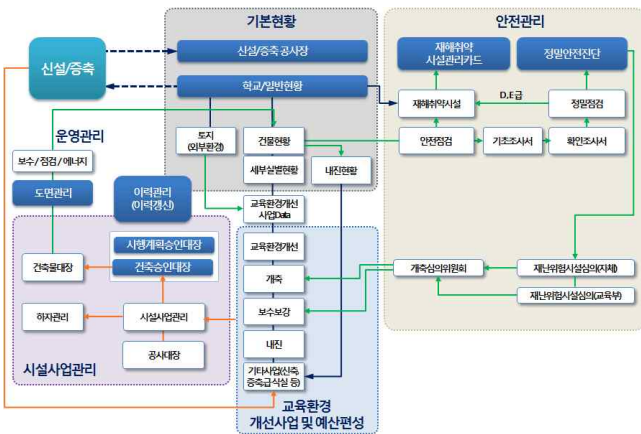 기본현황
안전관리
신설/증축
신설/증축 공사장
학교/일반현황
재해취약
시설관리카드
정밀안전진단
D.E급
재해취약시설
정밀점검
운영관리
토지
(외부환경)
건물현황
안전점검
기초조사서
확인조사서
보수/점검/에너지
세부실별현황
내진현황
도면관리
이력관리
(이력갱신)
교육환경개선
사업Data
시행계획승인대장
건축승인대장
건축물대장
교육환경개선
개축
개축심의위원회
재난위험시설심의(자체)
재난위험시설심의(교육부)
하자관리
시설사업관리
보수보강
공사대장
내진
시설사업관리
기타사업(신축,
증축급식실 등)
교육환경
개선사업 및 예산편성